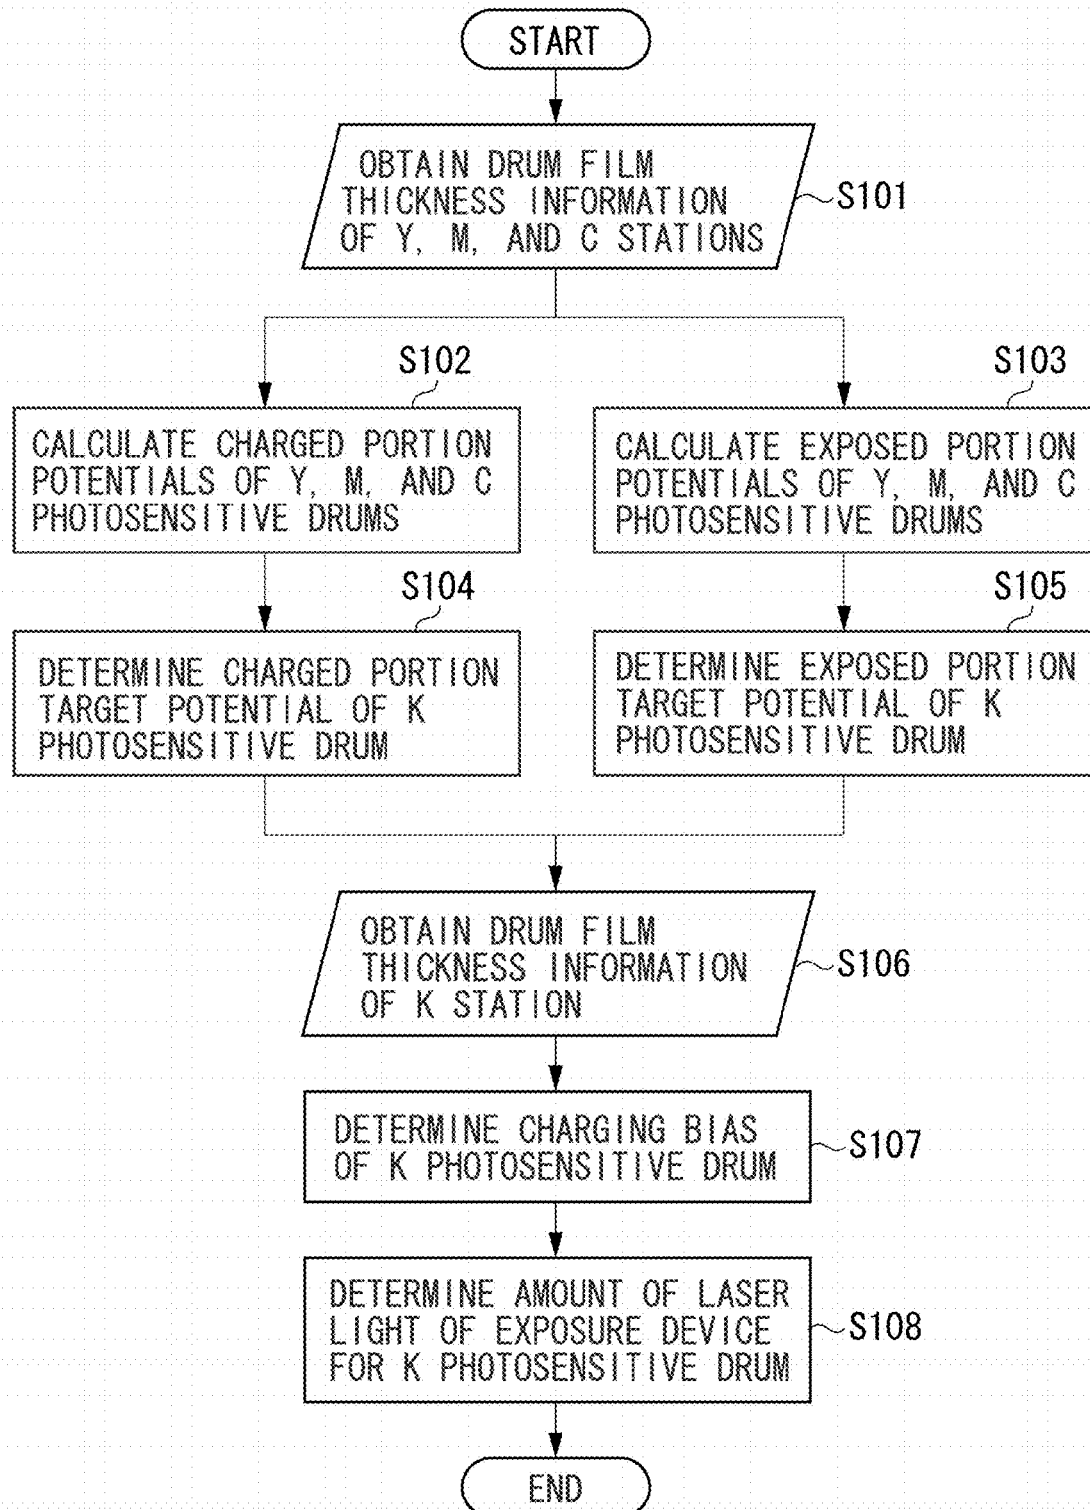 START
OBTAIN DRUM FILM
THICKNESS INFORMATION
OF Y, M, AND C STATIONS
S101
S102
CALCULATE CHARGED PORTION
POTENTIALS OF Y, M, AND C
PHOTOSENSITIVE DRUMS
S103
CALCULATE EXPOSED PORTION
POTENTIALS OF Y, M, AND C
PHOTOSENSITIVE DRUMS
S104
DETERMINE CHARGED PORTION
TARGET POTENTIAL OF K
PHOTOSENSITIVE DRUM
S105
DETERMINE EXPOSED PORTION
TARGET POTENTIAL OF K
PHOTOSENSITIVE DRUM
OBTAIN DRUM FILM
THICKNESS INFORMATION
OF K STATION
S106
DETERMINE CHARGING BIAS
OF K PHOTOSENSITIVE DRUM
S107
DETERMINE AMOUNT OF LASER
LIGHT OF EXPOSURE DEVICE
FOR K PHOTOSENSITIVE DRUM
S108
END